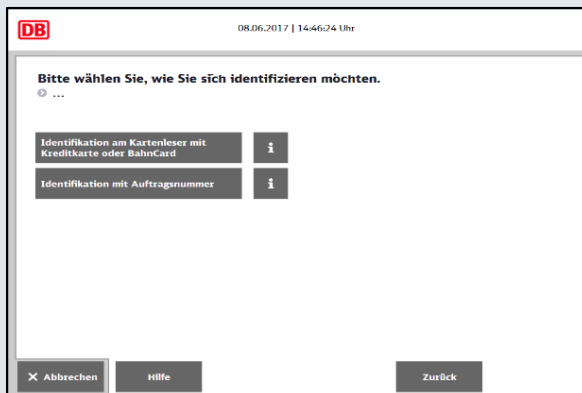 DB
08.06.2017 | 14:46:24 Uhr
Bitte wählen Sie, wie Sie sich identifizieren möchten.
...
Identifikation am Kartenleser mit
Kreditkarte oder BahnCard
i
Identifikation mit Auftragsnummer
i
X Abbrechen
Hilfe
Zurück